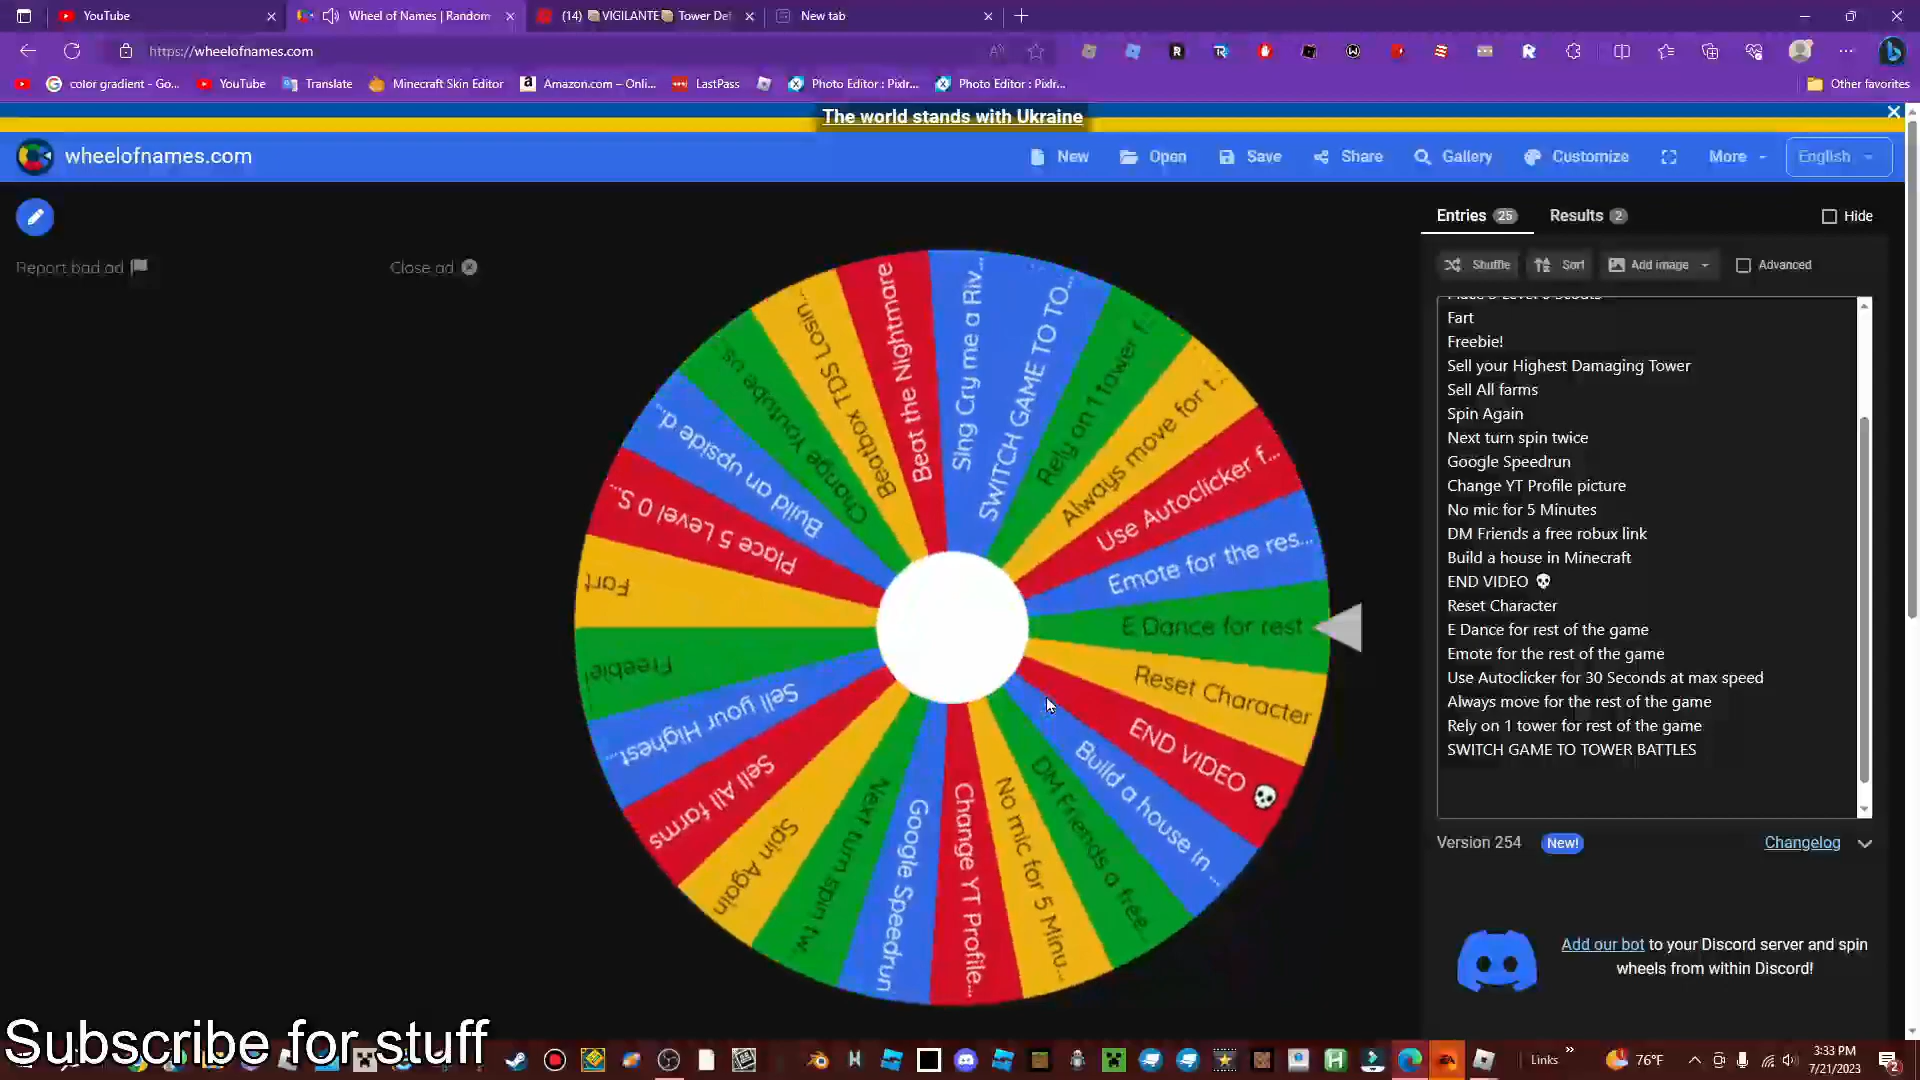 YouTube
Wheel of Names | Random
(14) 📜VIGILANTE📜 Tower De
New tab
https://wheelofnames.com
color gradient - Go...
YouTube
Translate
Minecraft Skin Editor
Amazon.com – Onli...
LastPass
Photo Editor : Pixlr...
Photo Editor : Pixlr...
Other favorites
The world stands with Ukraine
wheelofnames.com
New
Open
Save
Share
Gallery
Customize
More
English
Report bad ad
Close ad
Entries 25
Results 2
Hide
Shuffle
Sort
Add image
Advanced
Fart
Freebie!
Sell your Highest Damaging Tower
Sell All farms
Spin Again
Next turn spin twice
Google Speedrun
Change YT Profile picture
No mic for 5 Minutes
DM Friends a free robux link
Build a house in Minecraft
END VIDEO 💀
Reset Character
E Dance for rest of the game
Emote for the rest of the game
Use Autoclicker for 30 Seconds at max speed
Always move for the rest of the game
Rely on 1 tower for rest of the game
SWITCH GAME TO TOWER BATTLES
Sing Cry me a Riv...
SWITCH GAME TO TO...
Rely on 1 tower f...
Always move for t...
Use Autoclicker f...
Emote for the res...
E Dance for rest
Reset Character
END VIDEO 💀
Build a house in ...
DM Friends a free...
No mic for 5 Minu...
Change YT Profile...
Google Speedrun
Next turn spin tw...
Spin Again
Sell All farms
Sell your Highest...
Freebie!
Fart
Place 5 Level 0 S...
Build an upside d...
Change Youtube us...
Beatbox TDS Losin...
Beat the Nightmare
Version 254
New!
Changelog
Add our bot to your Discord server and spin
wheels from within Discord!
Subscribe for stuff
Links
76°F
3:33 PM
7/21/2023
2